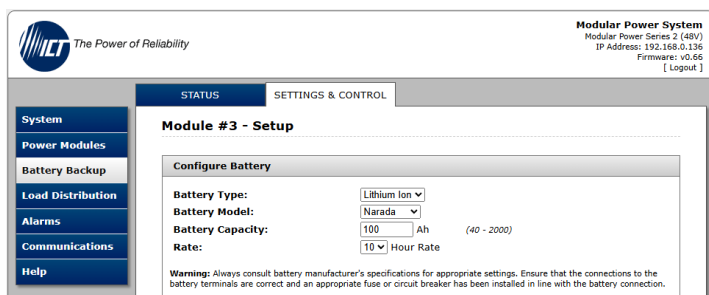 ICT The Power of Reliability
Modular Power System
Modular Power Series 2 (48V)
IP Address: 192.168.0.136
Firmware: v0.66
[ Logout ]
STATUS SETTINGS & CONTROL
System
Power Modules
Battery Backup
Load Distribution
Alarms
Communications
Help
Module #3 - Setup
Configure Battery
Battery Type: Lithium Ion
Battery Model: Narada
Battery Capacity: 100 Ah (40 - 2000)
Rate: 10 Hour Rate
Warning: Always consult battery manufacturer's specifications for appropriate settings. Ensure that the connections to the
battery terminals are correct and an appropriate fuse or circuit breaker has been installed in line with the battery connection.